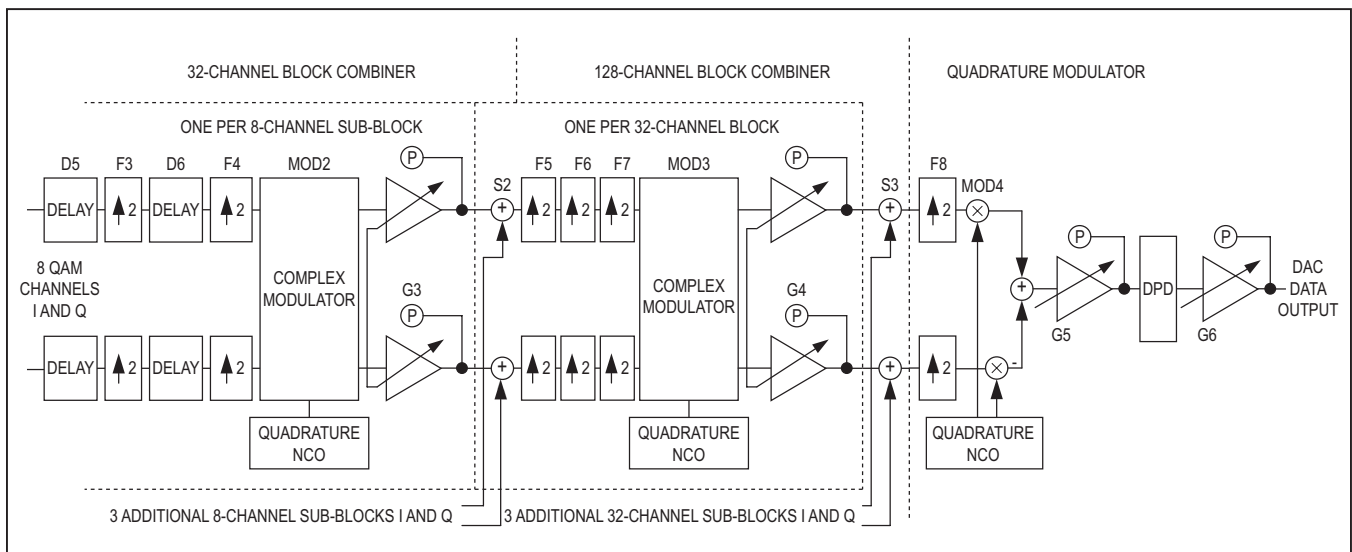 32-CHANNEL BLOCK COMBINER
128-CHANNEL BLOCK COMBINER
QUADRATURE MODULATOR
ONE PER 8-CHANNEL SUB-BLOCK
ONE PER 32-CHANNEL BLOCK
D5 F3 D6 F4 MOD2 P S2 F5 F6 F7 MOD3 P S3 F8 MOD4
DELAY 2 DELAY 2 + 2 2 2 + 2 ×
P P
8 QAM
CHANNELS
I AND Q
COMPLEX
MODULATOR
G3
P
COMPLEX
MODULATOR
G4
P
+
G5
DPD
G6
DAC
DATA
OUTPUT
DELAY 2 DELAY 2 + 2 2 2 + 2 × -
QUADRATURE
NCO
QUADRATURE
NCO
QUADRATURE
NCO
3 ADDITIONAL 8-CHANNEL SUB-BLOCKS I AND Q
3 ADDITIONAL 32-CHANNEL SUB-BLOCKS I AND Q